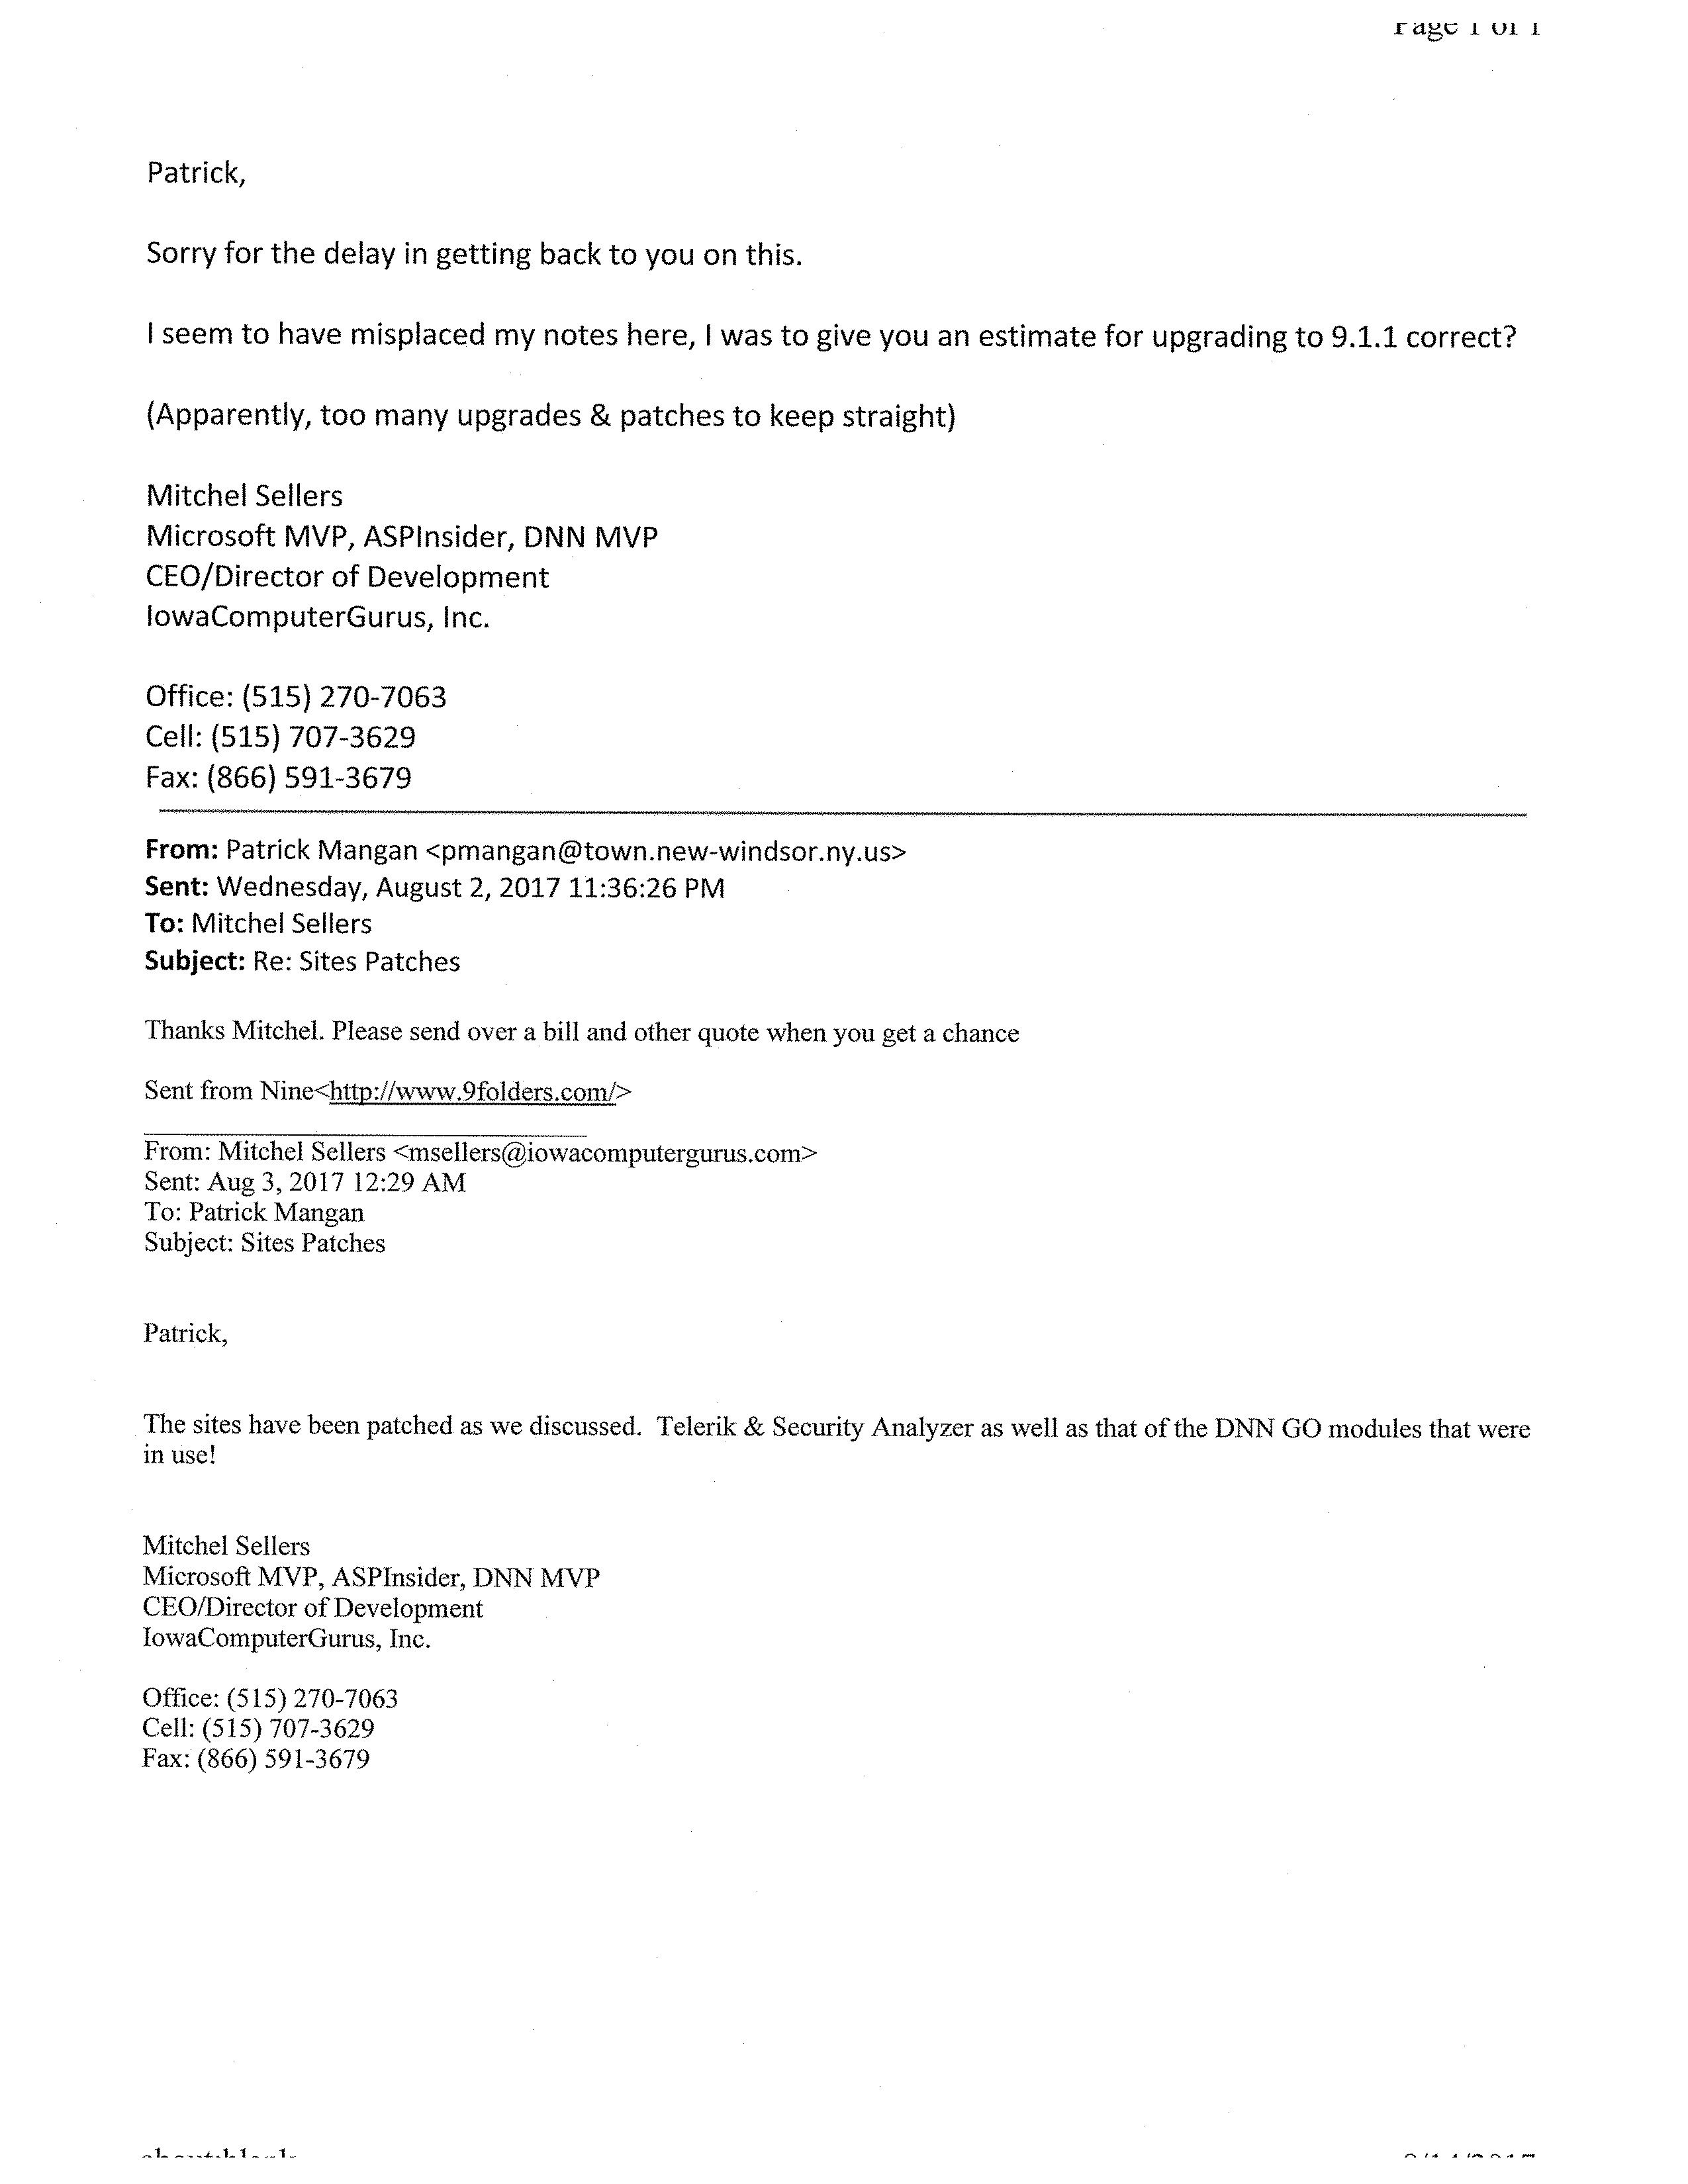 Page 1 of 1
Patrick,
Sorry for the delay in getting back to you on this.
I seem to have misplaced my notes here, I was to give you an estimate for upgrading to 9.1.1 correct?
(Apparently, too many upgrades & patches to keep straight)
Mitchel Sellers
Microsoft MVP, ASPInsider, DNN MVP
CEO/Director of Development
IowaComputerGurus, Inc.
Office: (515) 270-7063
Cell: (515) 707-3629
Fax: (866) 591-3679
From: Patrick Mangan <pmangan@town.new-windsor.ny.us>
Sent: Wednesday, August 2, 2017 11:36:26 PM
To: Mitchel Sellers
Subject: Re: Sites Patches
Thanks Mitchel. Please send over a bill and other quote when you get a chance
Sent from Nine<http://www.9folders.com/>
From: Mitchel Sellers <msellers@iowacomputergurus.com>
Sent: Aug 3, 2017 12:29 AM
To: Patrick Mangan
Subject: Sites Patches
Patrick,
The sites have been patched as we discussed.  Telerik & Security Analyzer as well as that of the DNN GO modules that were
in use!
Mitchel Sellers
Microsoft MVP, ASPInsider, DNN MVP
CEO/Director of Development
IowaComputerGurus, Inc.
Office: (515) 270-7063
Cell: (515) 707-3629
Fax: (866) 591-3679